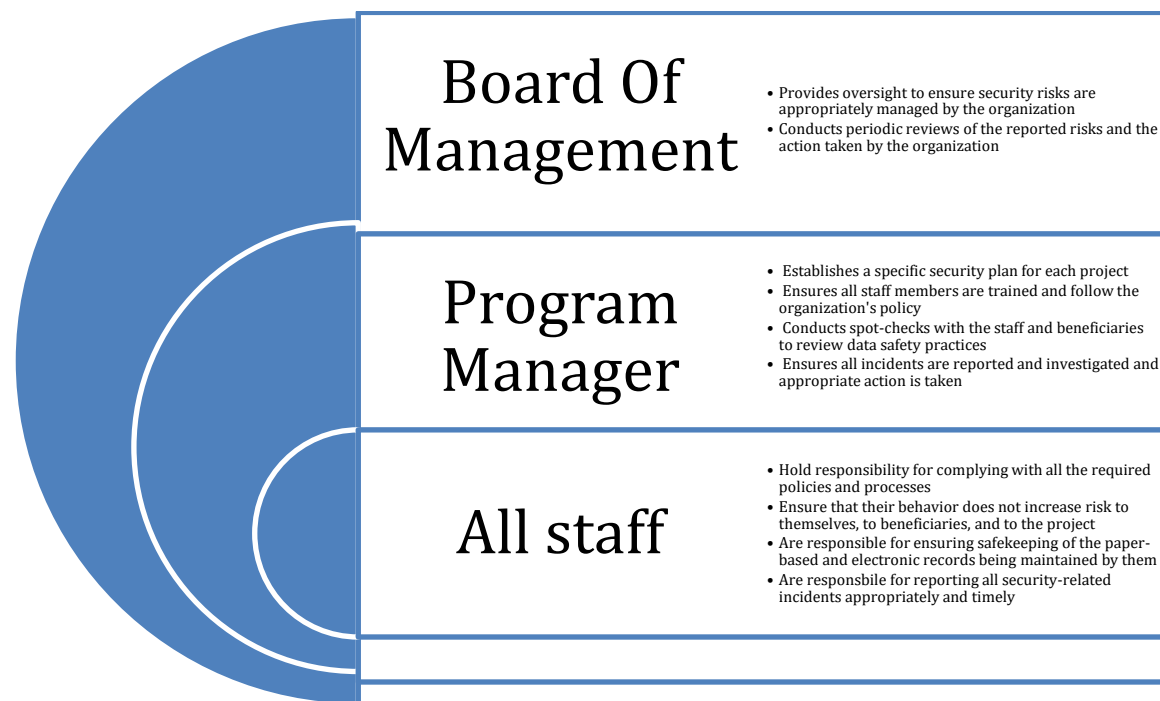 Board Of
Management
• Provides oversight to ensure security risks are
appropriately managed by the organization
• Conducts periodic reviews of the reported risks and the
action taken by the organization
Program
Manager
• Establishes a specific security plan for each project
• Ensures all staff members are trained and follow the
organization's policy
• Conducts spot-checks with the staff and beneficiaries
to review data safety practices
• Ensures all incidents are reported and investigated and
appropriate action is taken
All staff
• Hold responsibility for complying with all the required
policies and processes
• Ensure that their behavior does not increase risk to
themselves, to beneficiaries, and to the project
• Are responsible for ensuring safekeeping of the paper-
based and electronic records being maintained by them
• Are responsbile for reporting all security-related
incidents appropriately and timely